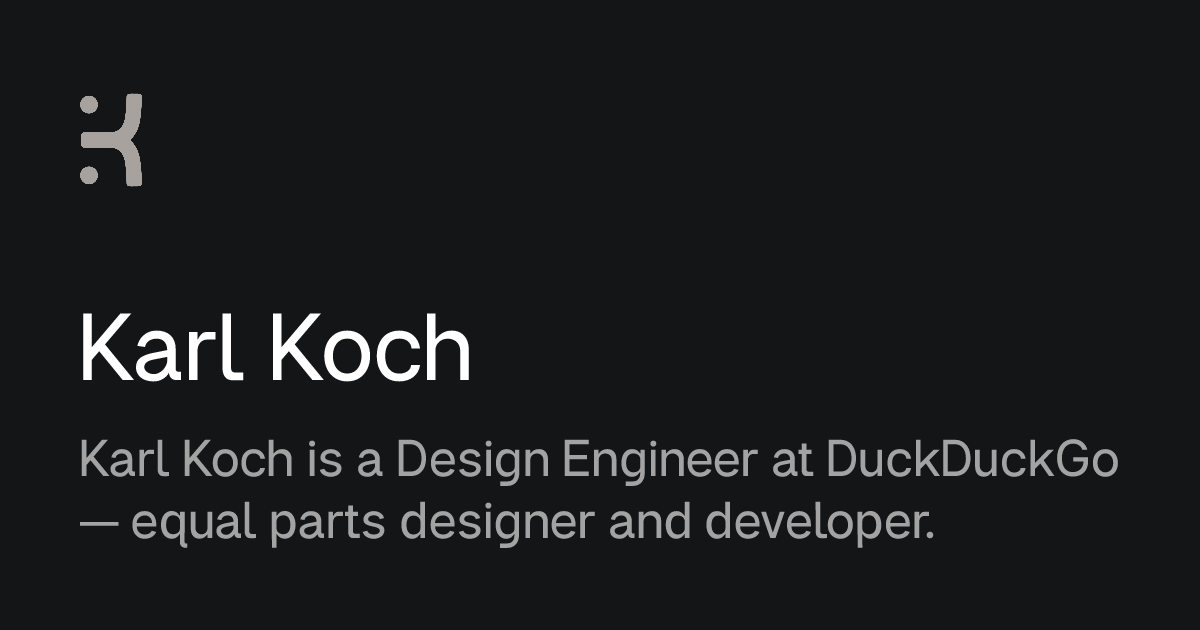 Karl Koch
Karl Koch is a Design Engineer at DuckDuckGo
— equal parts designer and developer.